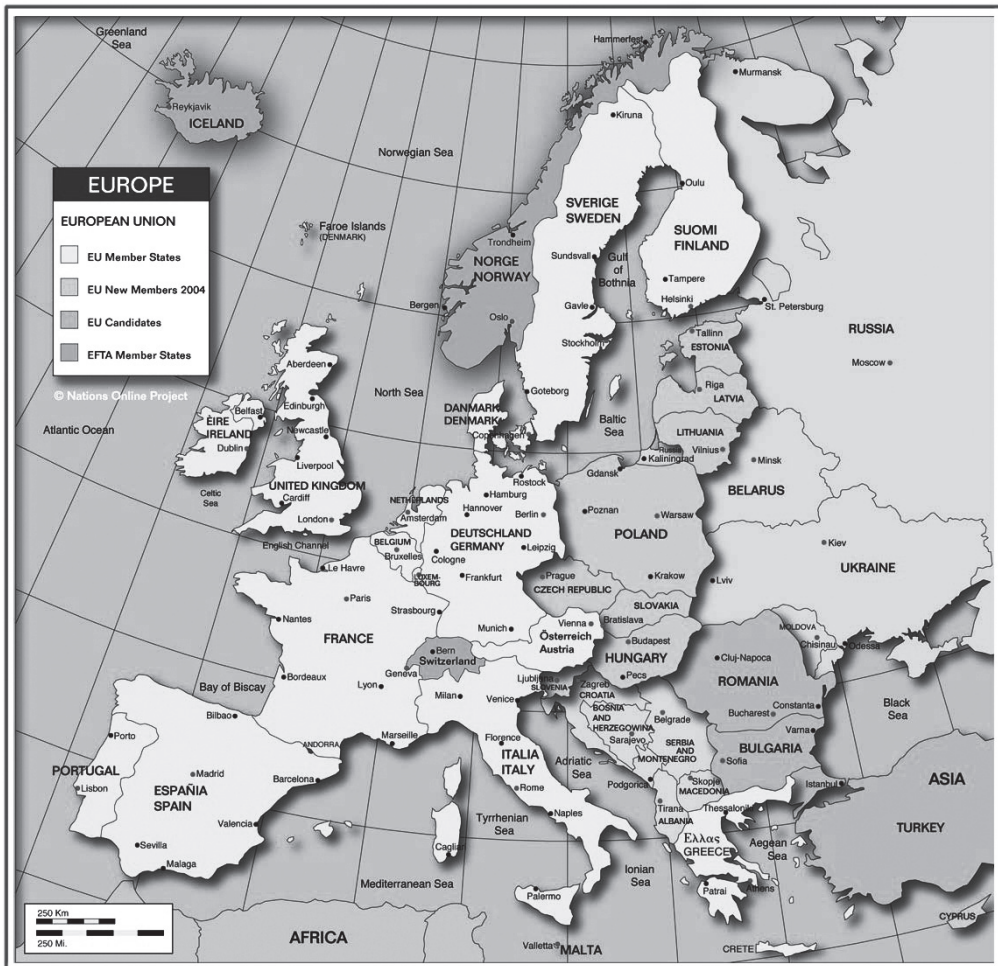 Greenland
Sea
Hammerfest
Murmansk
Reykjavik
ICELAND
Kiruna
Norwegian Sea
EUROPE
EUROPEAN UNION
EU Member States
EU New Members 2004
EU Candidates
EFTA Member States
© Nations Online Project
Oulu
SVERIGE
SWEDEN
SUOMI
FINLAND
Faroe Islands
(DENMARK)
Trondheim
NORGE
NORWAY
Sundsvall
Gulf
of
Bothnia
Tampere
Helsinki
St. Petersburg
Bergen
Oslo
Gavle
Stockholm
Tallinn
ESTONIA
RUSSIA
Moscow
Aberdeen
North Sea
Goteborg
Riga
LATVIA
Edinburgh
DANMARK
DENMARK
Copenhagen
Baltic
Sea
Atlantic Ocean
Belfast
ÈIRE
IRELAND
Dublin
Newcastle
Liverpool
LITHUANIA
Russia
Vilnius
Kaliningrad
Minsk
Gdansk
BELARUS
Celtic
Sea
UNITED KINGDOM
Cardiff
London
Rostock
Hamburg
Hannover
Berlin
NETHERLANDS
Amsterdam
Poznan
Warsaw
POLAND
English Channel
BELGIUM
Bruxelles
DEUTSCHLAND
GERMANY
Leipzig
Cologne
Kiev
UKRAINE
Le Havre
LUXEM-
BOURG
Frankfurt
Prague
CZECH REPUBLIC
Krakow
Lviv
Paris
Strasbourg
SLOVAKIA
Bratislava
Nantes
FRANCE
Munich
Vienna
Österreich
Austria
Budapest
HUNGARY
MOLDOVA
Chisinau
Odessa
Bern
Switzerland
Geneva
Cluj-Napoca
ROMANIA
Bay of Biscay
Bordeaux
Lyon
Milan
Venice
Ljubljena
SLOVENIA
Zagreb
CROATIA
Pecs
BOSNIA
AND
HERZEGOVINA
Sarajevo
Belgrade
Bucharest
Constanta
Black
Sea
Bilbao
Marseille
Florence
SERBIA
AND
MONTENEGRO
Varna
BULGARIA
Sofia
Porto
ANDORRA
ITALIA
ITALY
Adriatic
Sea
PORTUGAL
Lisbon
Madrid
ESPAÑIA
SPAIN
Barcelona
Rome
Podgorica
Skopje
MACEDONIA
Istanbul
ASIA
Valencia
Tyrrhenian
Sea
Naples
Tirana
ALBANIA
Thessalonik
TURKEY
Sevilla
Malaga
Cagliari
Ελλας
GREECE
Aegean
Sea
Mediterranean Sea
Palermo
Ionian
Sea
Patrai
Athens
250 Km
250 Mi.
AFRICA
Valletta
MALTA
CRETE
CYPRUS